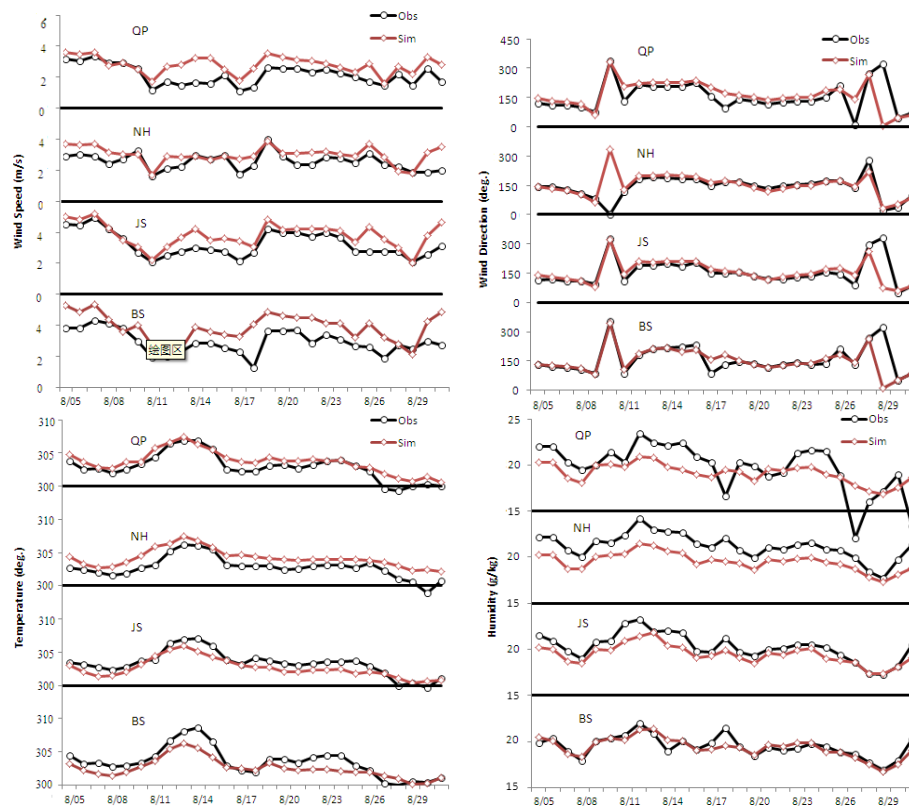 6
4
2
0
4
2
0
4
2
0
4
2
0
Wind Speed (m/s)
QP
NH
JS
BS
Obs
Sim
绘图区
8/05 8/08 8/11 8/14 8/17 8/20 8/23 8/26 8/29
450
300
150
0
300
150
0
300
150
0
300
150
0
Wind Direction (deg.)
QP
NH
JS
BS
Obs
Sim
8/05 8/08 8/11 8/14 8/17 8/20 8/23 8/26 8/29
310
305
300
310
305
300
310
305
300
310
305
300
Temperature (deg.)
QP
NH
JS
BS
Obs
Sim
8/05 8/08 8/11 8/14 8/17 8/20 8/23 8/26 8/29
25
20
15
20
15
20
15
20
15
Humidity (g/kg)
QP
NH
JS
BS
Obs
Sim
8/05 8/08 8/11 8/14 8/17 8/20 8/23 8/26 8/29